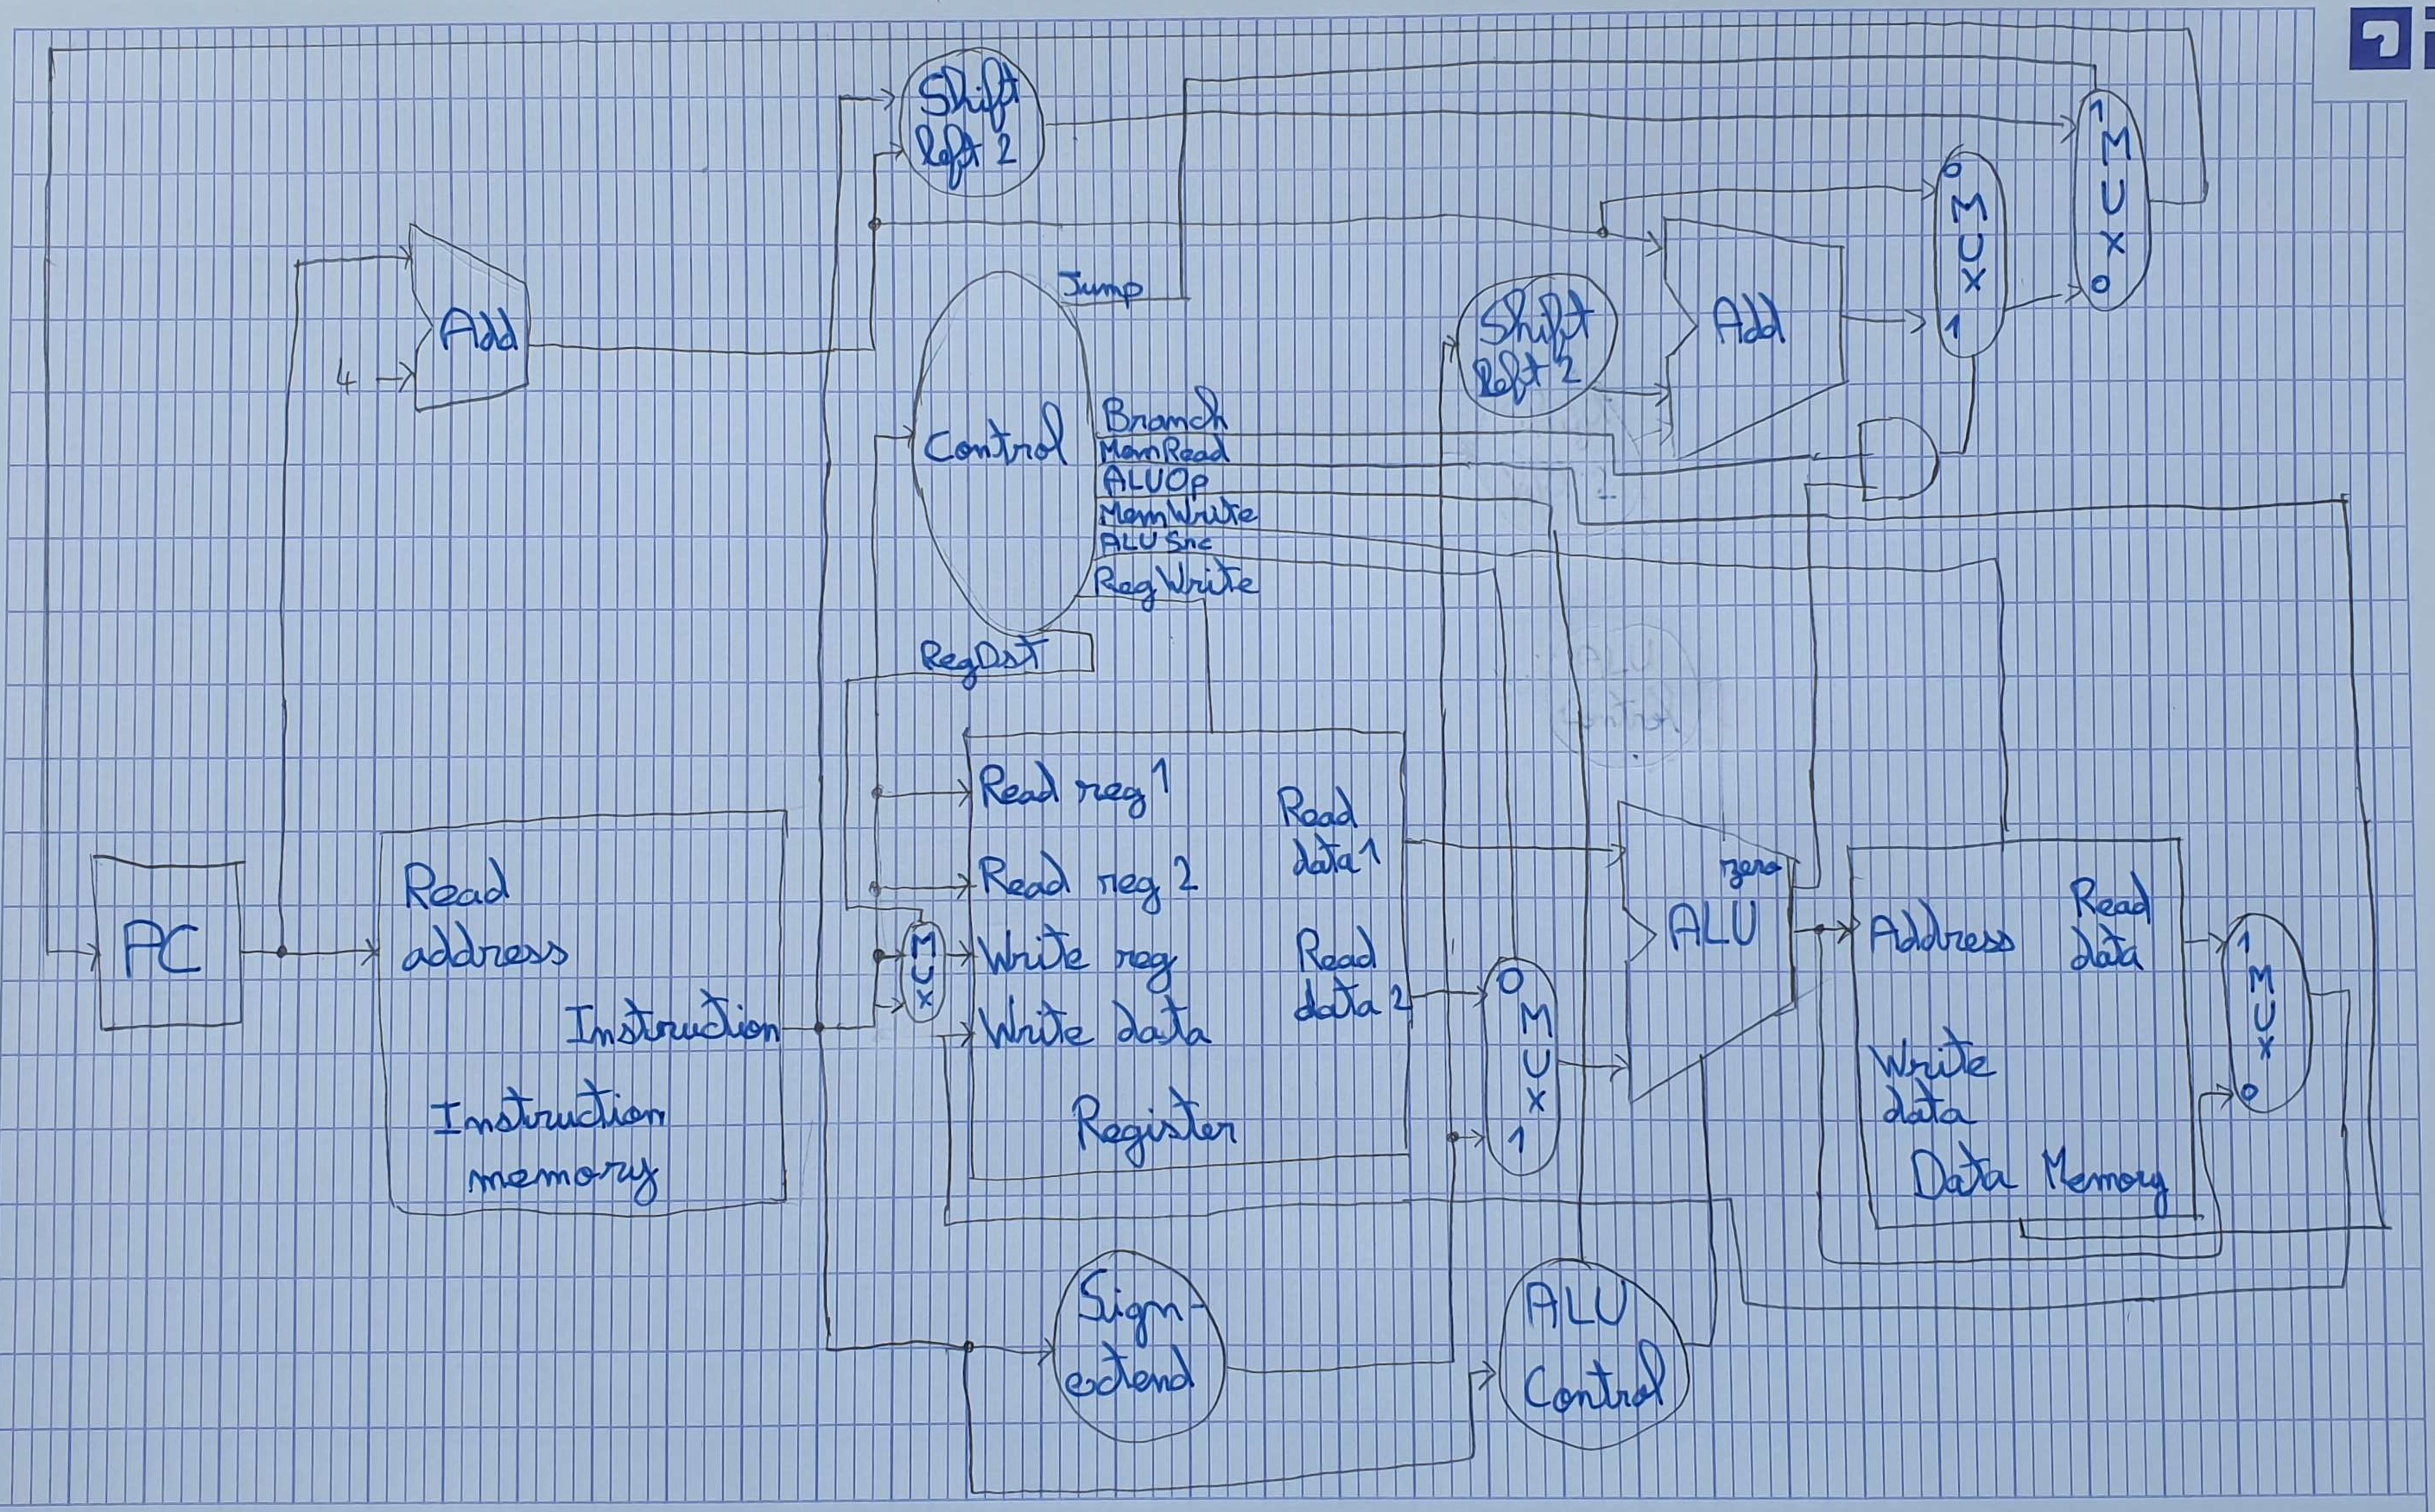 Shift
left 2
1
M
U
X
0
0
M
U
X
1
Jump
Add
4
Shift
left 2
Add
Control
Branch
MemRead
ALUOp
MemWrite
ALUSrc
RegWrite
RegDst
Read reg 1
Read
data 1
Read reg 2
Write reg
Read
data 2
Write data
Register
M
U
X
PC
Read
address
Instruction
Instruction
memory
0
M
U
X
1
zero
ALU
Address
Read
data
Write
data
Data Memory
1
M
U
X
0
Sign-
extend
ALU
Control